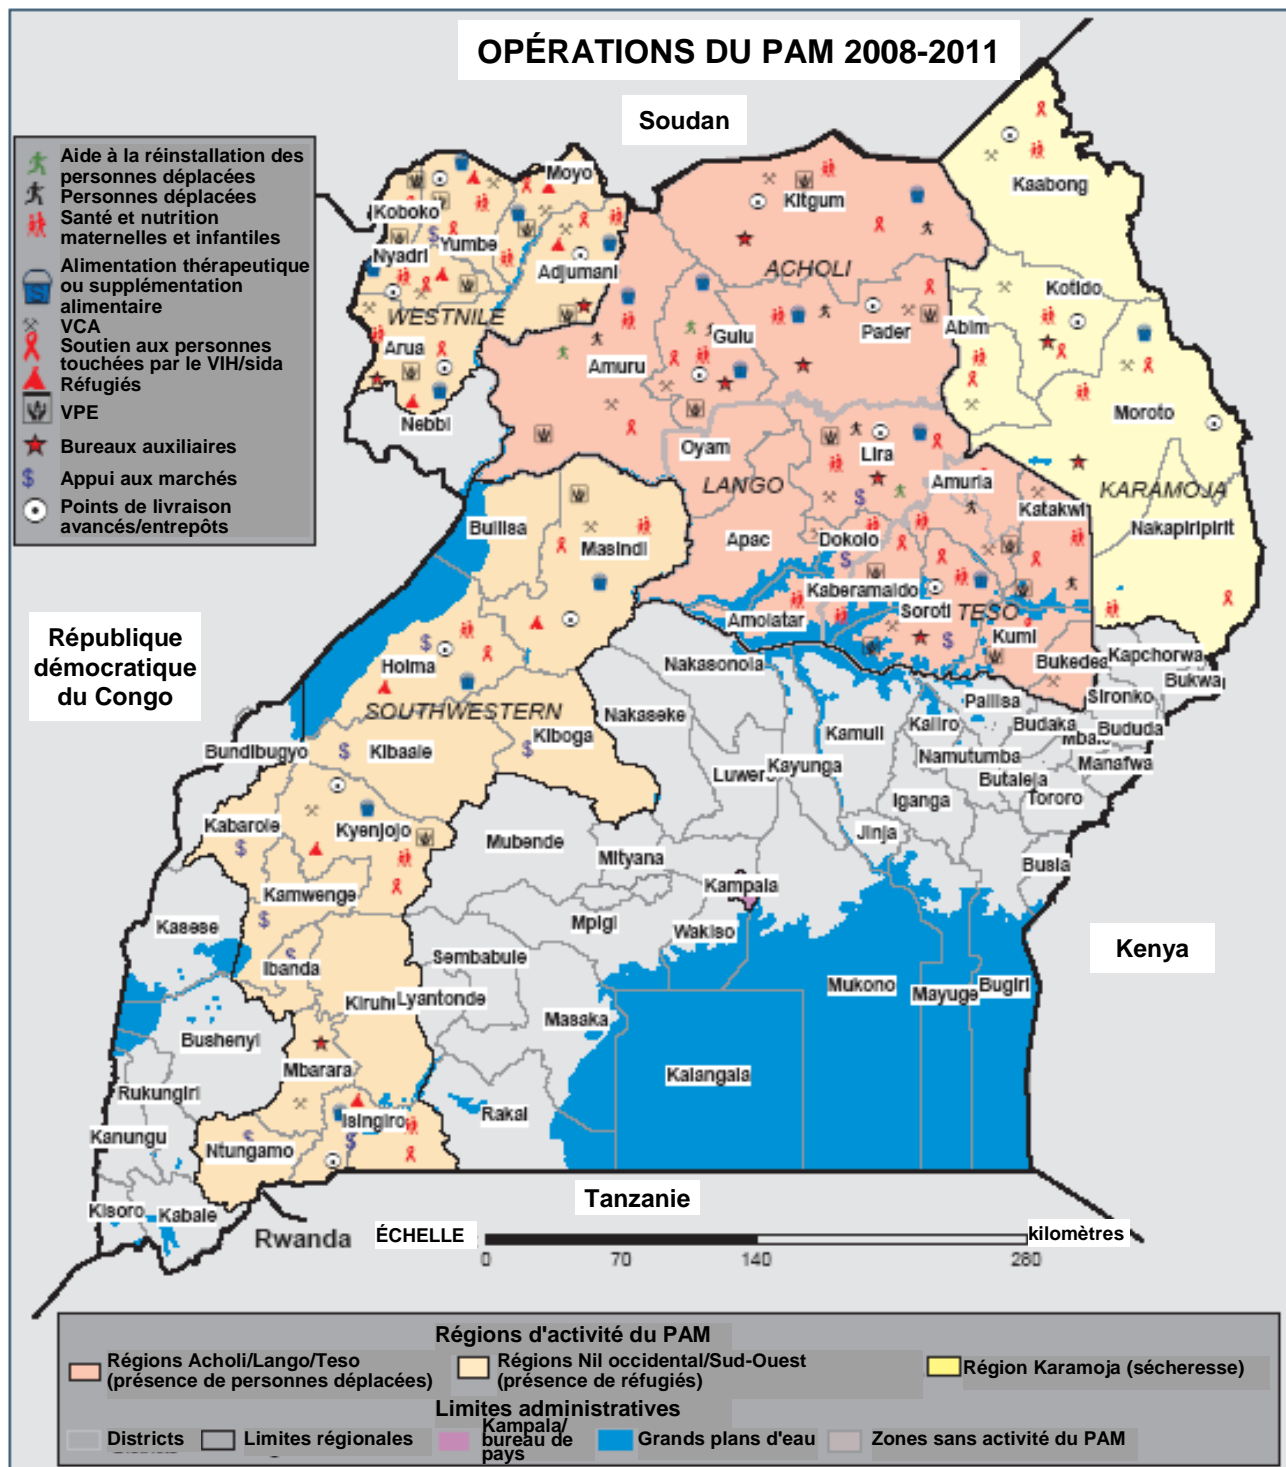 OPÉRATIONS DU PAM 2008-2011
Soudan
Aide à la réinstallation des
personnes déplacées
Personnes déplacées
Santé et nutrition
maternelles et infantiles
Alimentation thérapeutique
ou supplémentation
alimentaire
VCA
Soutien aux personnes
touchées par le VIH/sida
Réfugiés
VPE
Bureaux auxiliaires
$ Appui aux marchés
Points de livraison
avancés/entrepôts
Moyo
Koboko
Yumbe
Nyadri
Adjumani
WESTNILE
Arua
Nebbi
Kitgum
ACHOLI
Kaabong
Kotido
Abim
Pader
Gulu
Amuru
Moroto
Oyam
Lira
LANGO
Amuria
Katakwi
KARAMOJA
Nakapiripirit
Buliisa
Masindi
Apac
Dokolo
Kaberamaido
Amolatar
Soroti
TESO
Kumi
Bukedea
Kapchorwa
Bukwa
Sironko
République
démocratique
du Congo
Hoima
SOUTHWESTERN
Nakasongola
Nakaseke
Kiboga
Kibaale
Bundibugyo
Pallisa
Kaliro
Budaka
Bududa
Mbale
Kamuli
Namutumba
Manafwa
Butaleja
Tororo
Luwero
Kayunga
Iganga
Kabarole
Kyenjojo
Mubende
Mityana
Jinja
Busia
Kamwenge
Kampala
Kasese
Mpigi
Wakiso
Kenya
Ibanda
Sembabule
Kiruhu
Lyantonde
Mukono
Mayuge
Bugiri
Bushenyi
Masaka
Mbarara
Kalangala
Rukungiri
Isingiro
Rakai
Kanungu
Ntungamo
Kisoro
Kabale
Tanzanie
Rwanda
ÉCHELLE
kilomètres
0 70 140 280
Régions d'activité du PAM
Régions Acholi/Lango/Teso
(présence de personnes déplacées)
Régions Nil occidental/Sud-Ouest
(présence de réfugiés)
Région Karamoja (sécheresse)
Limites administratives
Districts
Limites régionales
Kampala/
bureau de
pays
Grands plans d'eau
Zones sans activité du PAM